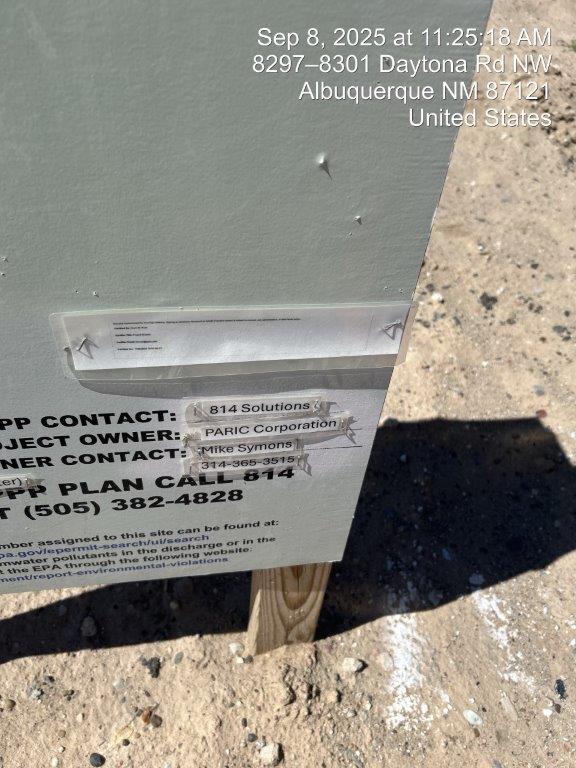 Sep 8, 2025 at 11:25:18 AM
8297–8301 Daytona Rd NW
Albuquerque NM 87121
United States
PP CONTACT: 814 Solutions
JECT OWNER: PARIC Corporation
NER CONTACT: Mike Symons
314-365-3515
PLAN CALL 814
T (505) 382-4828
mber assigned to this site can be found at:
pa.gov/epermit-search/ui/search
mwater pollutants in the discharge or in the
t the EPA through the following website:
ment/report-environmental-violations